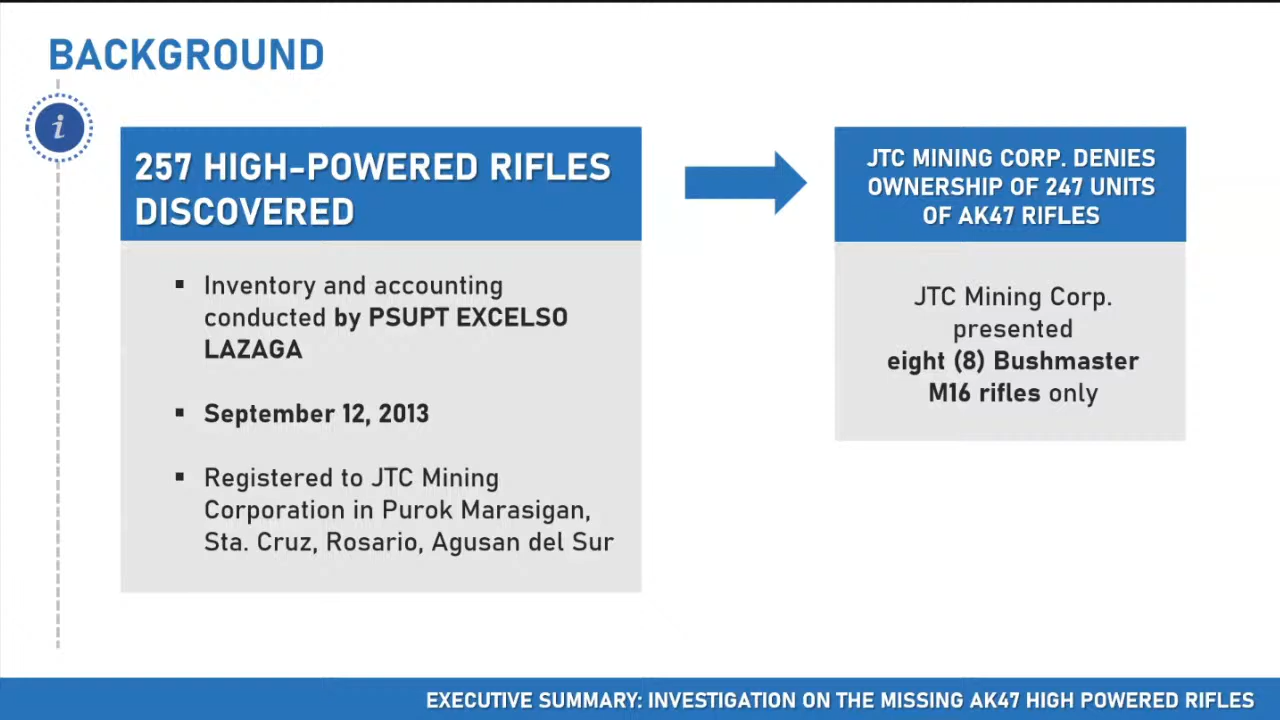 BACKGROUND
i
257 HIGH-POWERED RIFLES
DISCOVERED
▪ Inventory and accounting
conducted by PSUPT EXCELSO
LAZAGA
▪ September 12, 2013
▪ Registered to JTC Mining
Corporation in Purok Marasigan,
Sta. Cruz, Rosario, Agusan del Sur
JTC MINING CORP. DENIES
OWNERSHIP OF 247 UNITS
OF AK47 RIFLES
JTC Mining Corp.
presented
eight (8) Bushmaster
M16 rifles only
EXECUTIVE SUMMARY: INVESTIGATION ON THE MISSING AK47 HIGH POWERED RIFLES